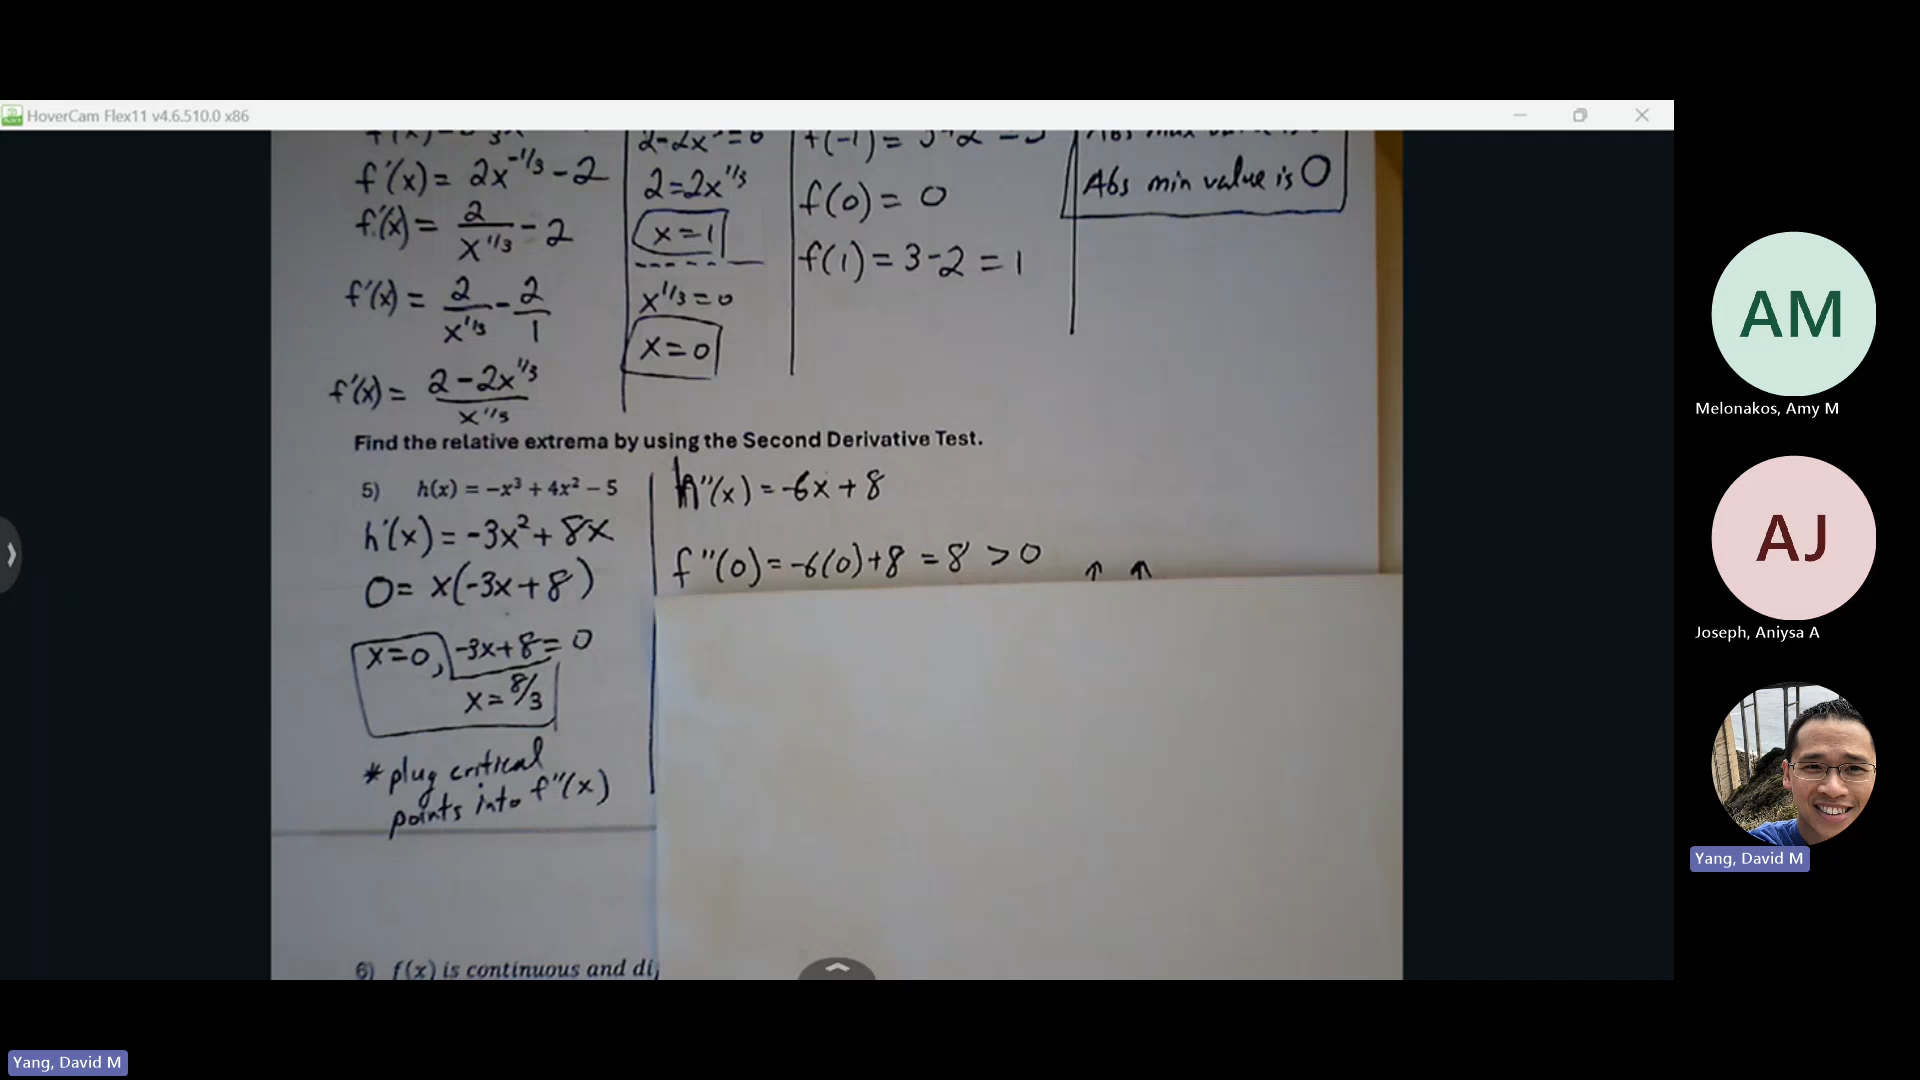 HoverCam Flex11 v4.6.510.0 x86
f'(x) = 2x^{-1/3} - 2
f'(x) = 2/x^{1/3} - 2
f'(x) = 2/x^{1/3} - 2/1
f'(x) = (2 - 2x^{1/3})/x^{1/3}
2 = 2x^{1/3}
x = 1
x^{1/3} = 0
x = 0
f(0) = 0
f(1) = 3 - 2 = 1
Abs min value is 0
Find the relative extrema by using the Second Derivative Test.
5) h(x) = −x³ + 4x² − 5
h'(x) = -3x² + 8x
0 = x(-3x + 8)
x = 0, -3x + 8 = 0
x = 8/3
* plug critical
points into f''(x)
h''(x) = -6x + 8
f''(0) = -6(0) + 8 = 8 > 0
6) f(x) is continuous and
AM
Melonakos, Amy M
AJ
Joseph, Aniysa A
Yang, David M
Yang, David M